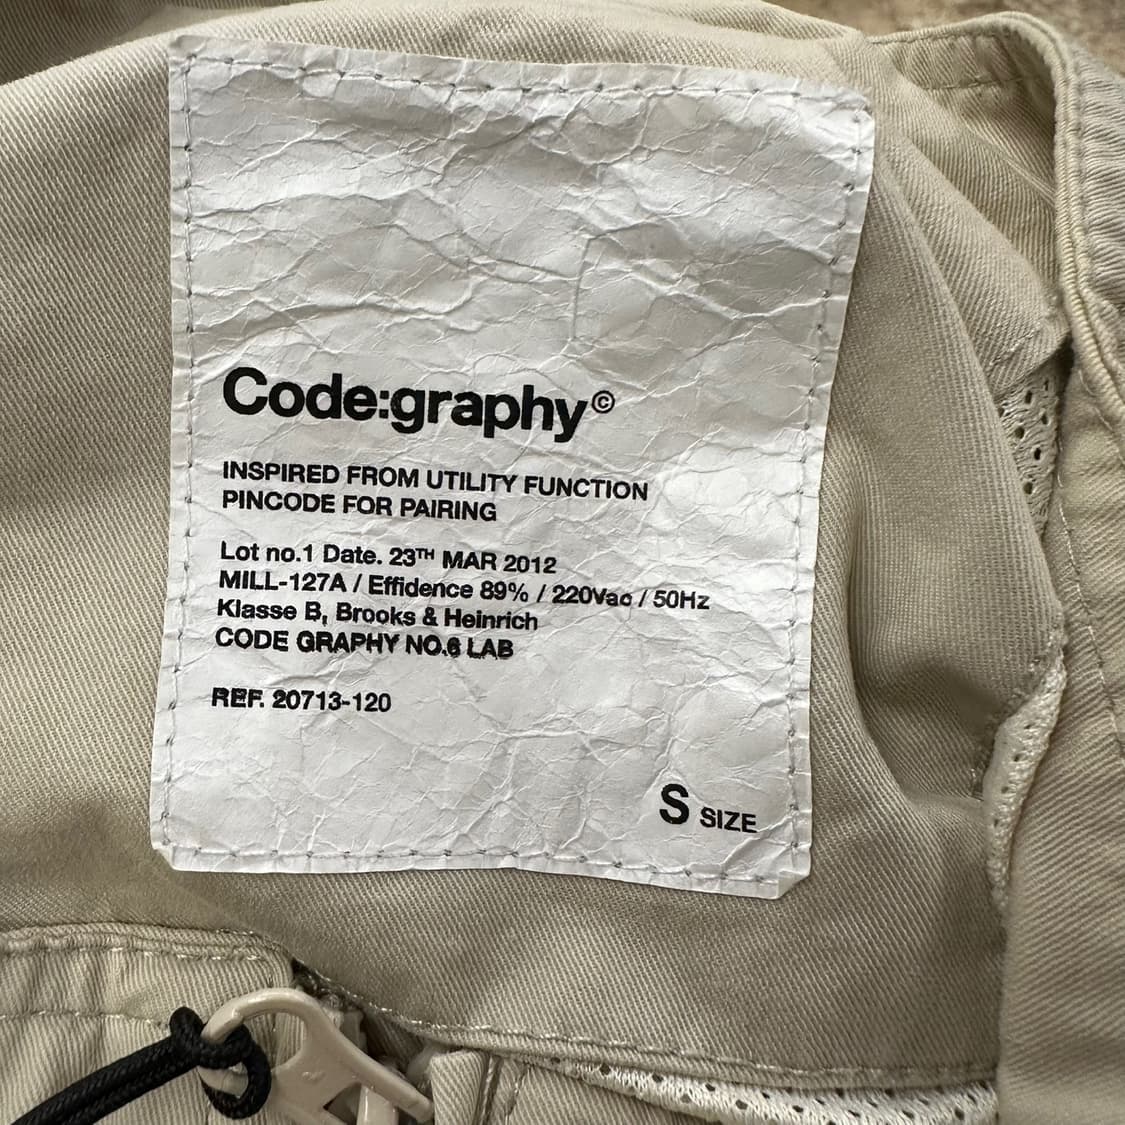 Code:graphy©
INSPIRED FROM UTILITY FUNCTION
PINCODE FOR PAIRING
Lot no.1 Date. 23TH MAR 2012
MILL-127A / Effidence 89% / 220Vac / 50Hz
Klasse B, Brooks & Heinrich
CODE GRAPHY NO.6 LAB
REF. 20713-120
S SIZE